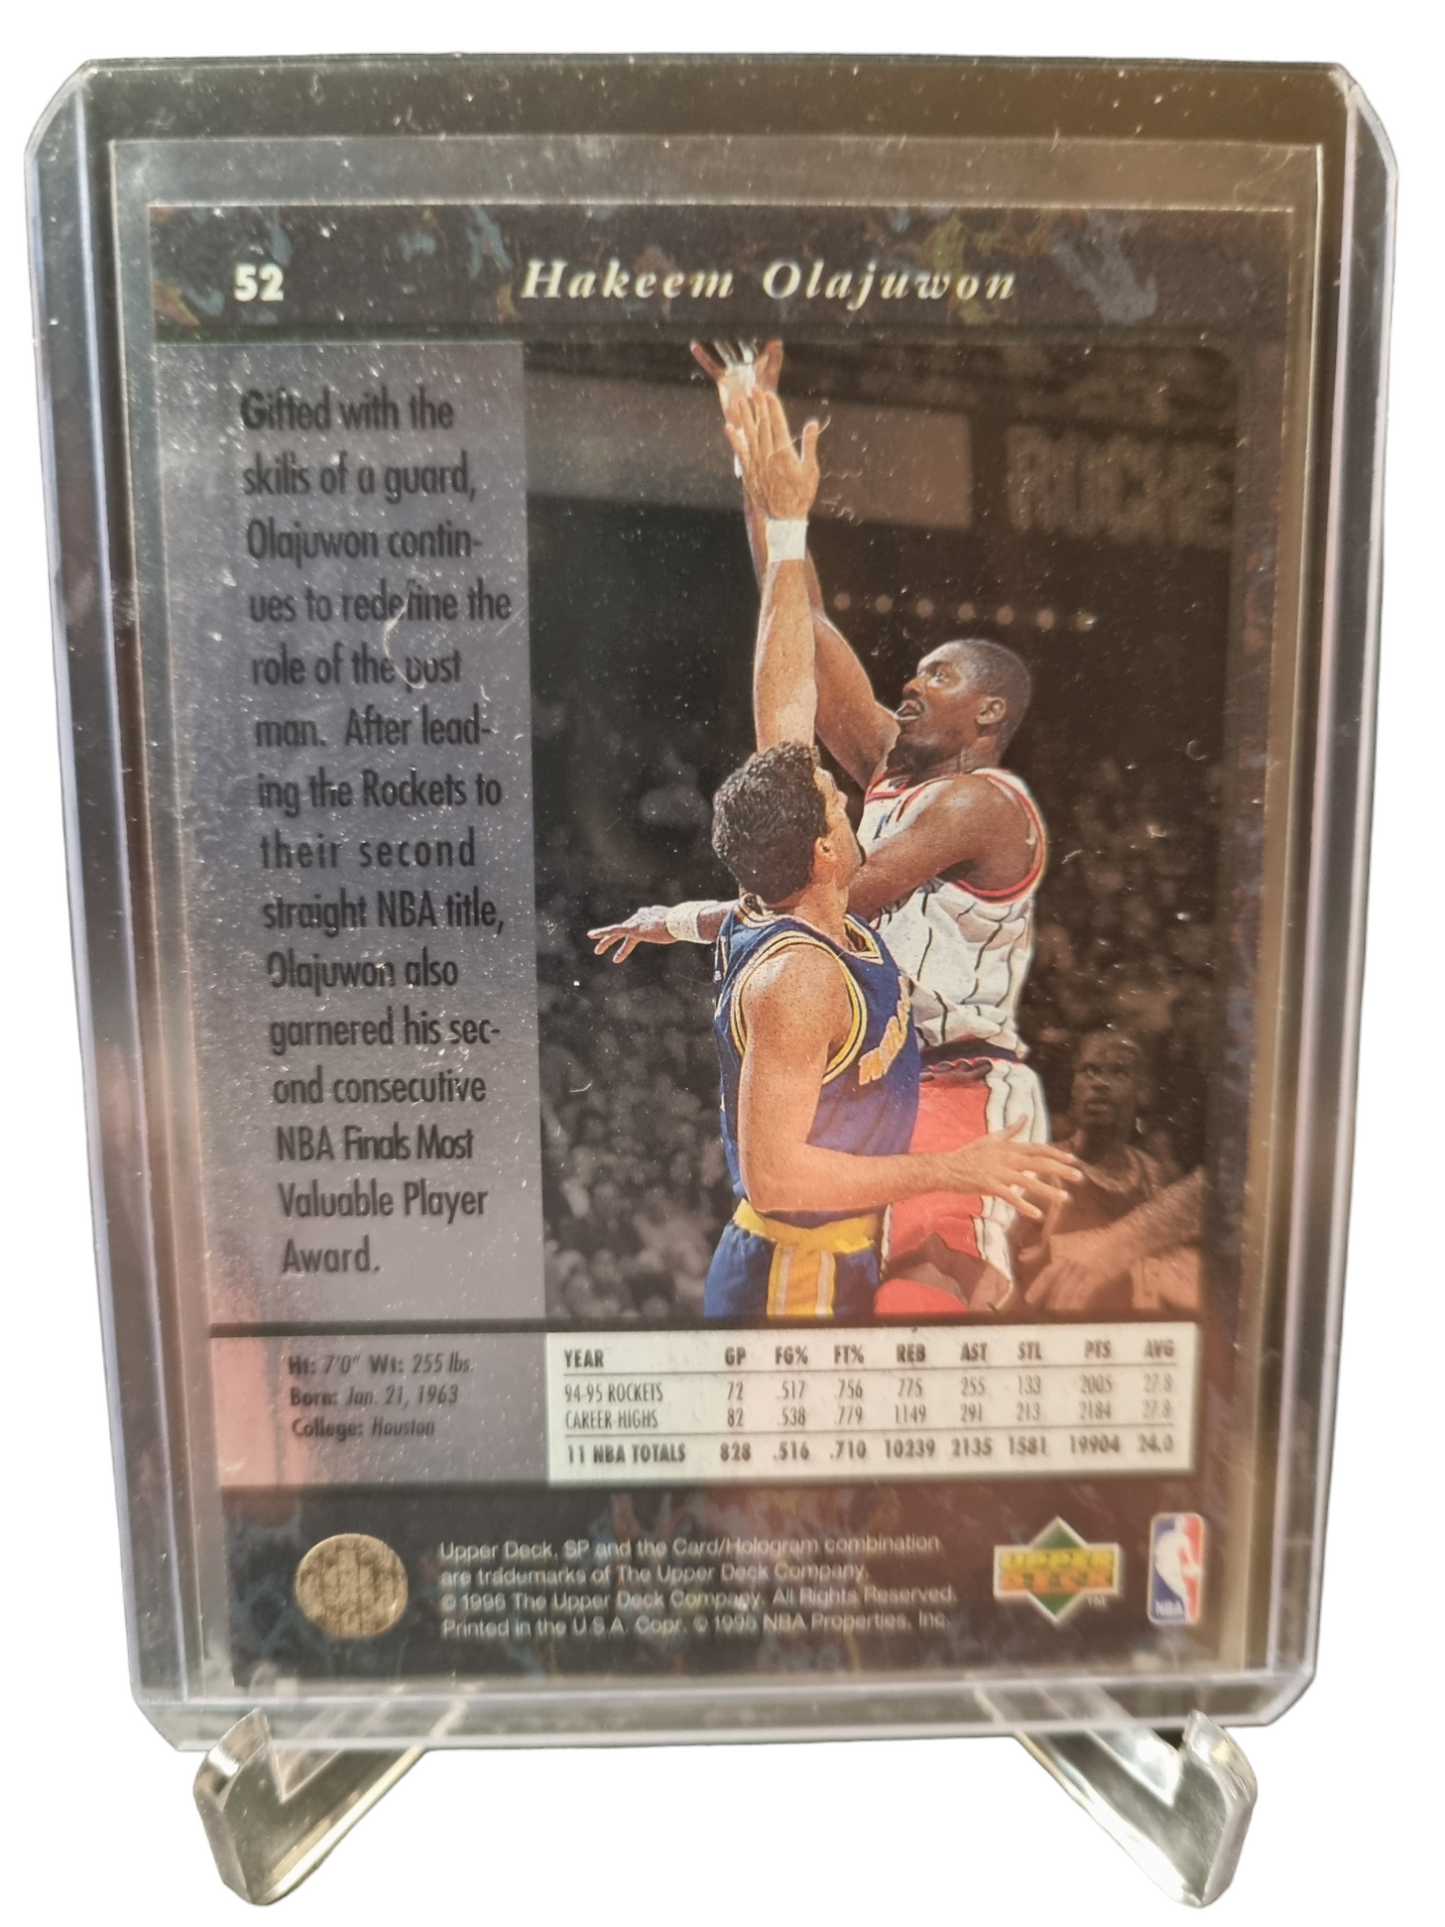 52 Hakeem Olajuwon
Gifted with the
skills of a guard,
Olajuwon contin-
ues to redefine the
role of the post
man. After lead-
ing the Rockets to
their second
straight NBA title,
Olajuwon also
garnered his sec-
ond consecutive
NBA Finals Most
Valuable Player
Award.
Ht: 7'0" Wt: 255 lbs.
Born: Jan. 21, 1963
College: Houston
YEAR GP FG% FT% REB AST STL PTS AVG
94-95 ROCKETS 72 .517 .756 775 255 133 2005 27.8
CAREER-HIGHS 82 .538 .779 1149 291 213 2184 27.8
11 NBA TOTALS 828 .516 .710 10239 2135 1581 19904 24.0
Upper Deck, SP and the Card/Hologram combination
are trademarks of The Upper Deck Company.
© 1996 The Upper Deck Company. All Rights Reserved.
Printed in the U.S.A. Copr. © 1995 NBA Properties, Inc.
UPPER
DECK
TM
NBA